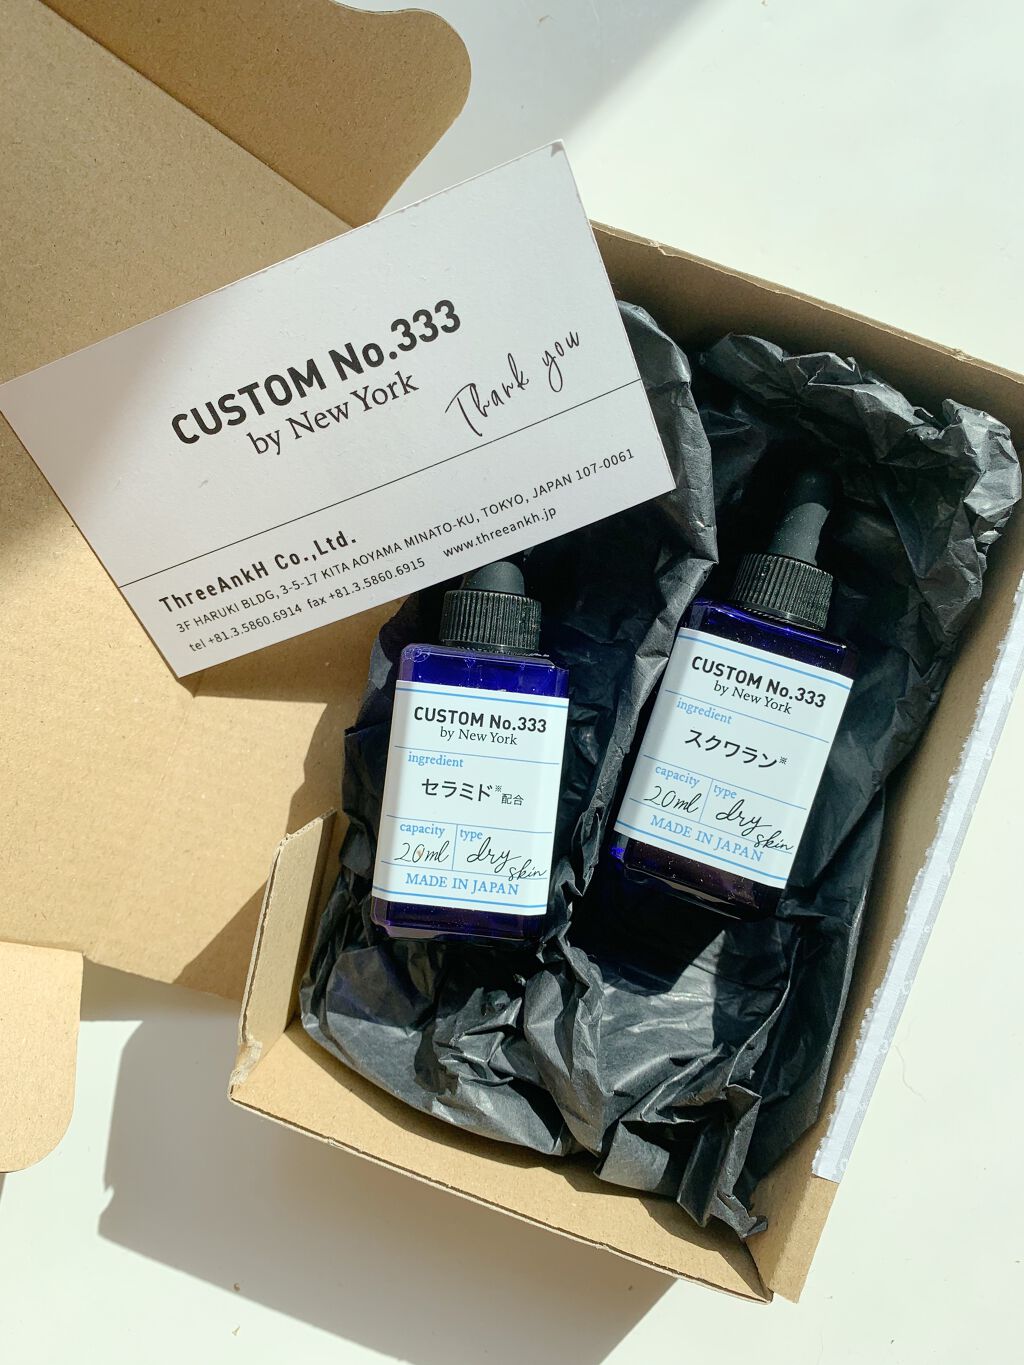 CUSTOM No.333
by New York
Thank you
ThreeAnkH Co.,Ltd.
3F HARUKI BLDG, 3-5-17 KITA AOYAMA MINATO-KU, TOKYO, JAPAN 107-0061
tel +81.3.5860.6914 fax +81.3.5860.6915 www.threeankh.jp
CUSTOM No.333
by New York
ingredient
セラミド※配合
capacity type
20ml dry skin
MADE IN JAPAN
CUSTOM No.333
by New York
ingredient
スクワラン※
capacity type
20ml dry skin
MADE IN JAPAN